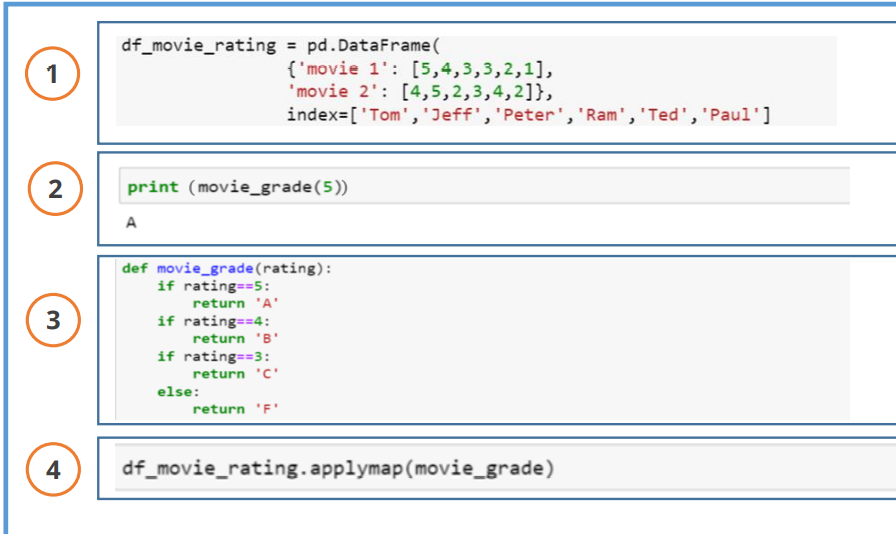 1
df_movie_rating = pd.DataFrame(
{'movie 1': [5,4,3,3,2,1],
'movie 2': [4,5,2,3,4,2]},
index=['Tom','Jeff','Peter','Ram','Ted','Paul']
2
print (movie_grade(5))
A
3
def movie_grade(rating):
if rating==5:
return 'A'
if rating==4:
return 'B'
if rating==3:
return 'C'
else:
return 'F'
4
df_movie_rating.applymap(movie_grade)